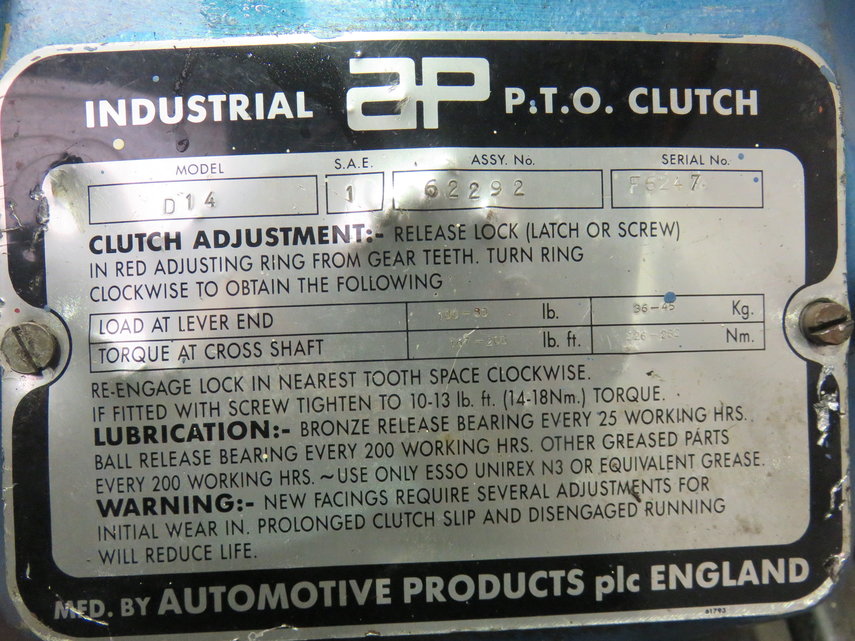 INDUSTRIAL ap P.T.O. CLUTCH
MODEL S.A.E. ASSY. No. SERIAL No.
D14 1 62292 F6247
CLUTCH ADJUSTMENT:- RELEASE LOCK (LATCH OR SCREW)
IN RED ADJUSTING RING FROM GEAR TEETH. TURN RING
CLOCKWISE TO OBTAIN THE FOLLOWING
LOAD AT LEVER END lb. 36-45 Kg.
TORQUE AT CROSS SHAFT lb. ft. Nm.
RE-ENGAGE LOCK IN NEAREST TOOTH SPACE CLOCKWISE.
IF FITTED WITH SCREW TIGHTEN TO 10-13 lb. ft. (14-18Nm.) TORQUE.
LUBRICATION:- BRONZE RELEASE BEARING EVERY 25 WORKING HRS.
BALL RELEASE BEARING EVERY 200 WORKING HRS. OTHER GREASED PARTS
EVERY 200 WORKING HRS. ~USE ONLY ESSO UNIREX N3 OR EQUIVALENT GREASE.
WARNING:- NEW FACINGS REQUIRE SEVERAL ADJUSTMENTS FOR
INITIAL WEAR IN. PROLONGED CLUTCH SLIP AND DISENGAGED RUNNING
WILL REDUCE LIFE.
MFD. BY AUTOMOTIVE PRODUCTS plc ENGLAND
61793